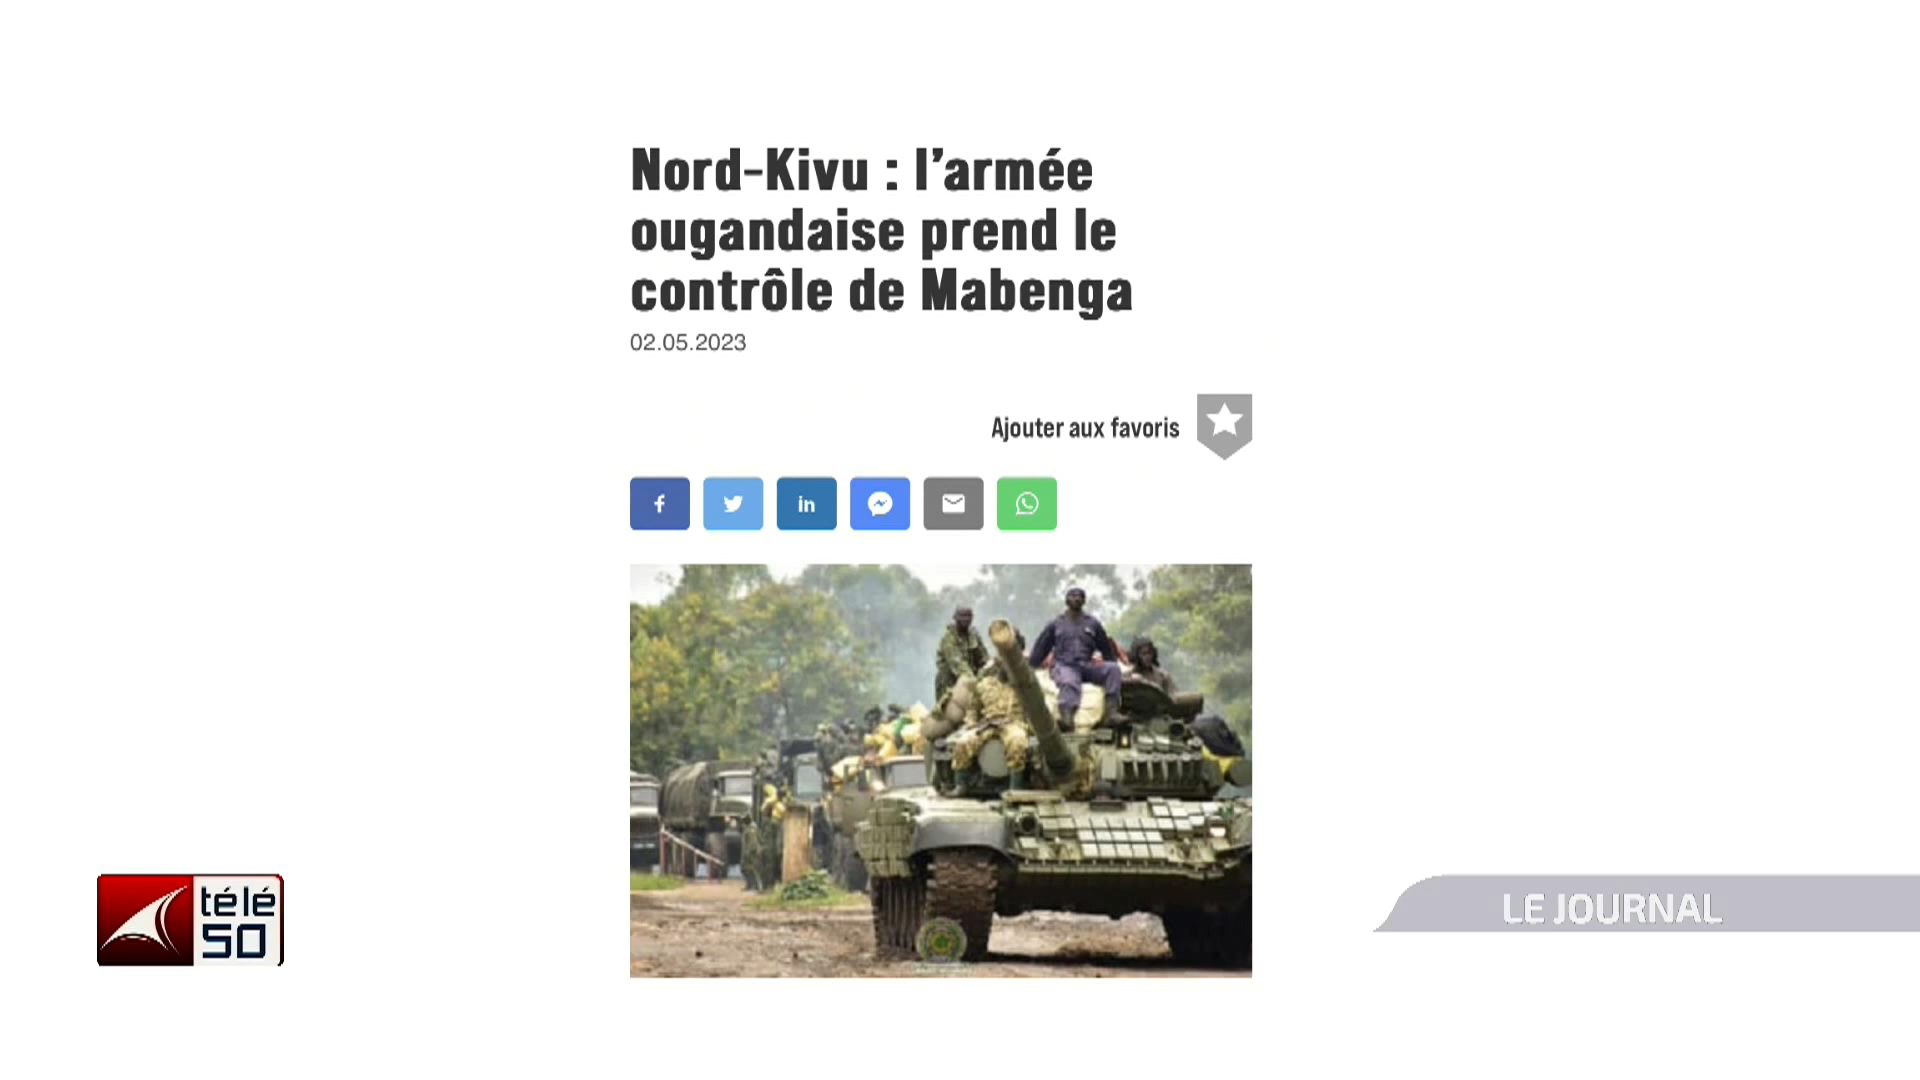 Nord-Kivu : l’armée
ougandaise prend le
contrôle de Mabenga
02.05.2023
Ajouter aux favoris
f
in
télé
50
LE JOURNAL